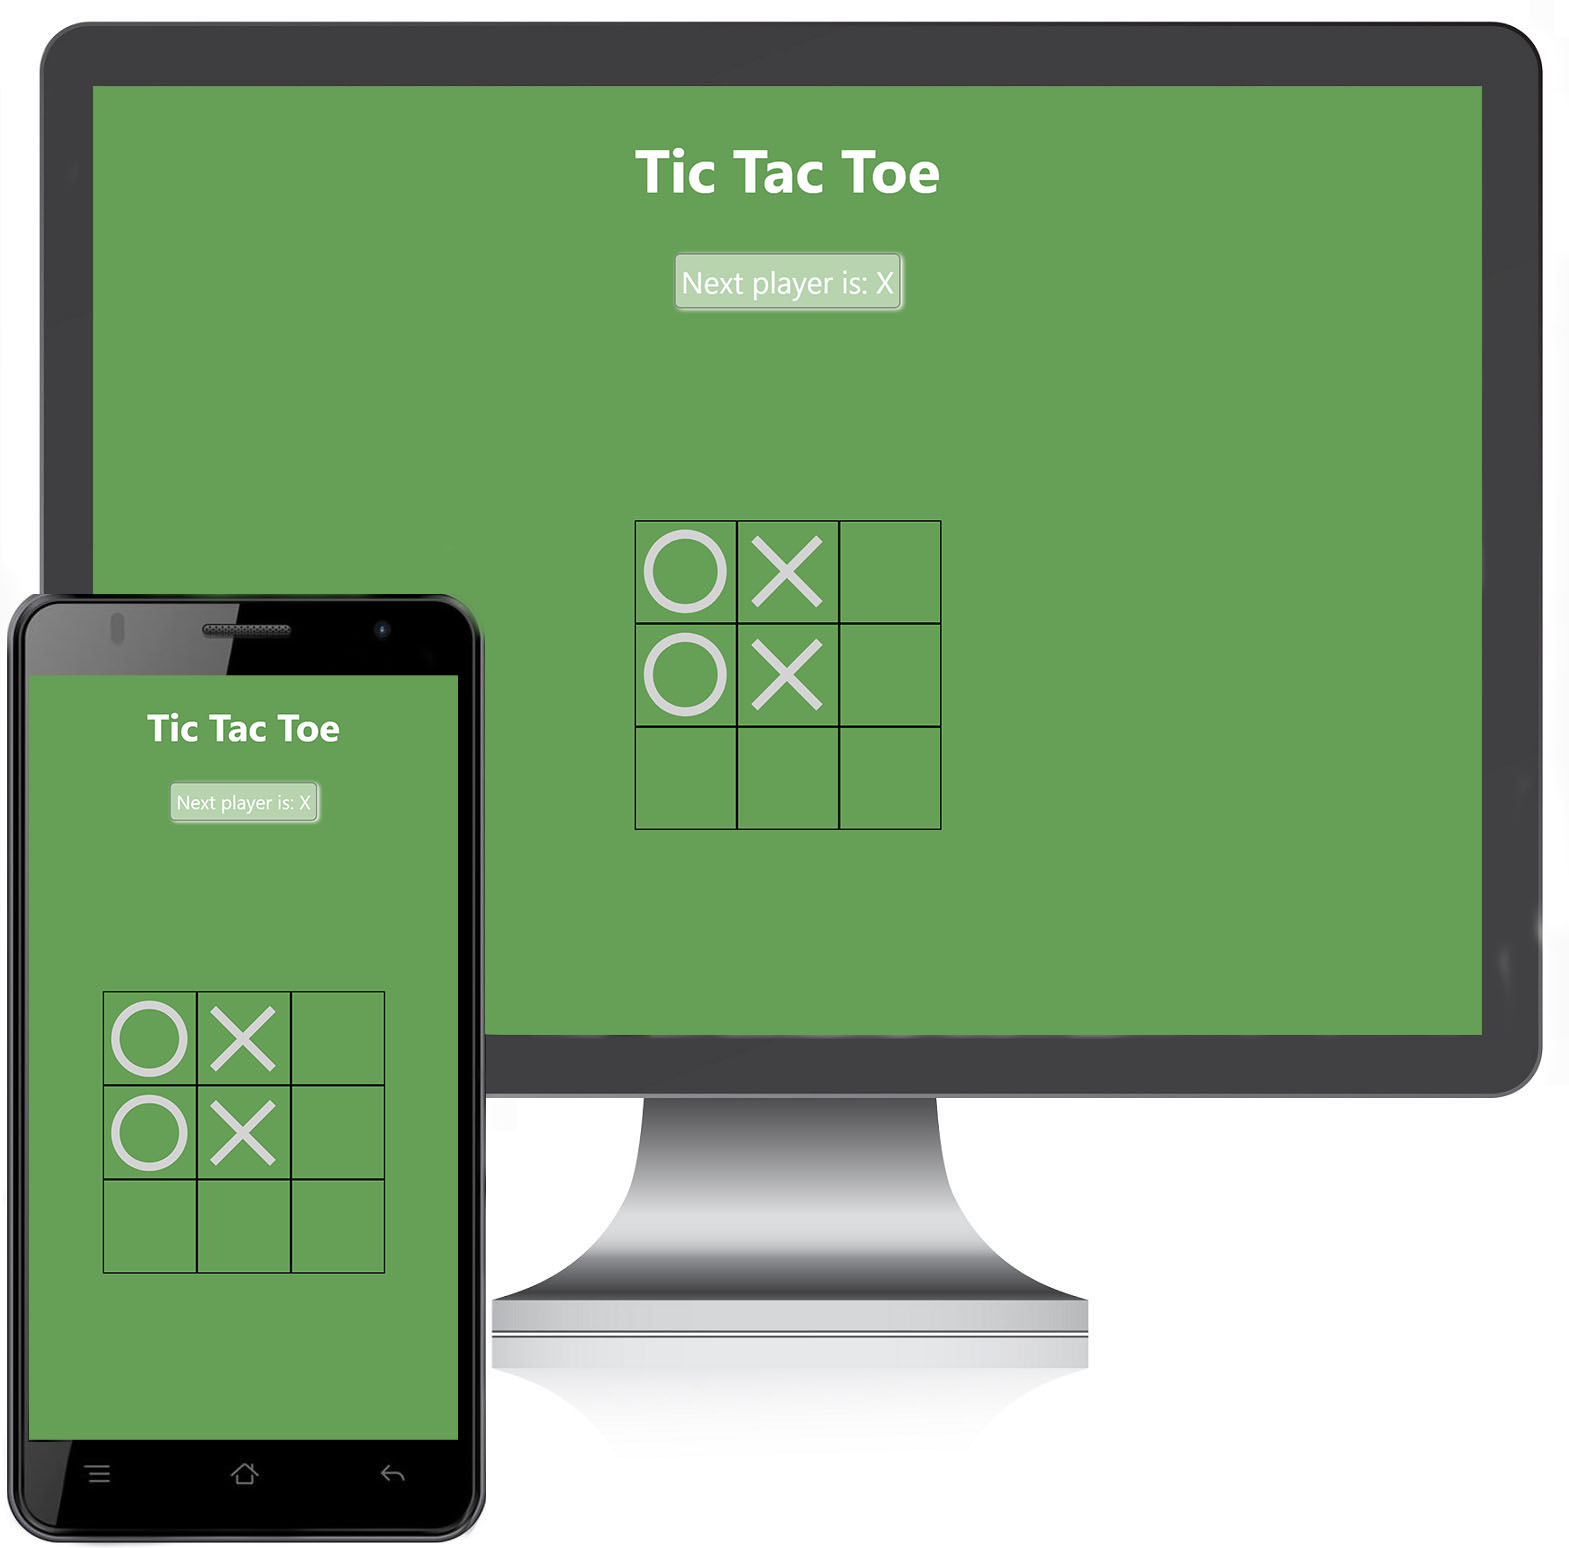 Tic Tac Toe
Next player is: X
O X
O X
Tic Tac Toe
Next player is: X
O X
O X